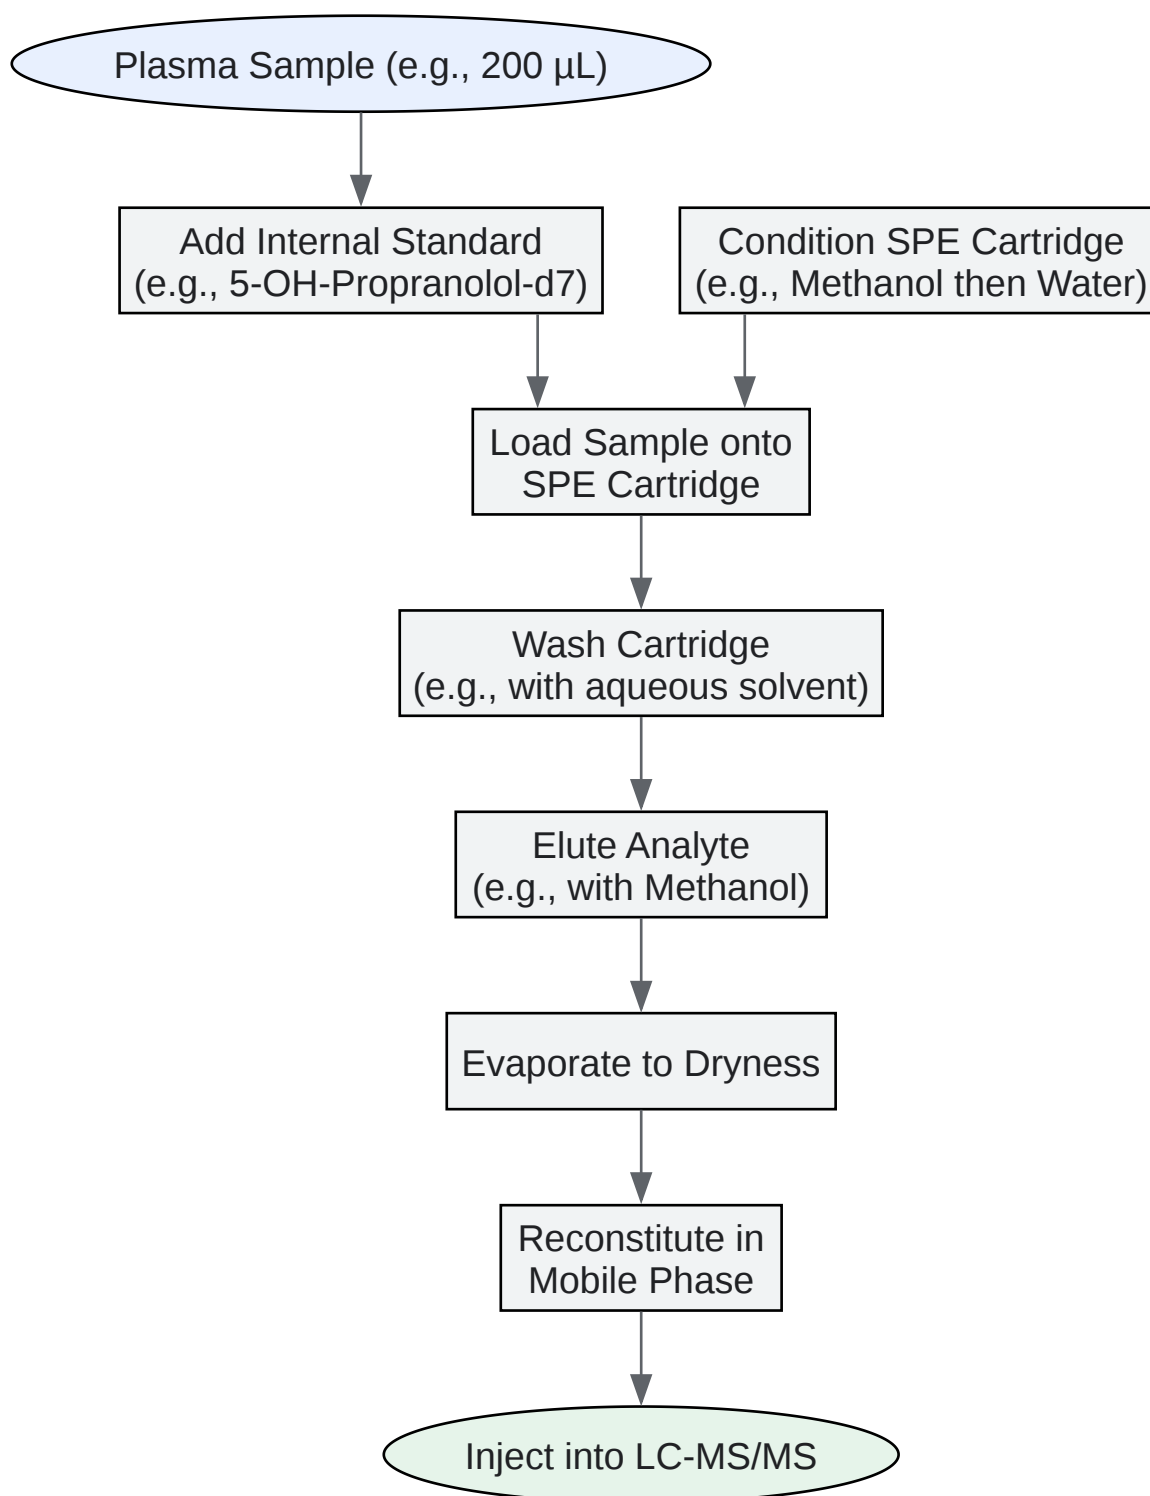 Plasma Sample (e.g., 200 µL)
Add Internal Standard
(e.g., 5-OH-Propranolol-d7)
Condition SPE Cartridge
(e.g., Methanol then Water)
Load Sample onto
SPE Cartridge
Wash Cartridge
(e.g., with aqueous solvent)
Elute Analyte
(e.g., with Methanol)
Evaporate to Dryness
Reconstitute in
Mobile Phase
Inject into LC-MS/MS